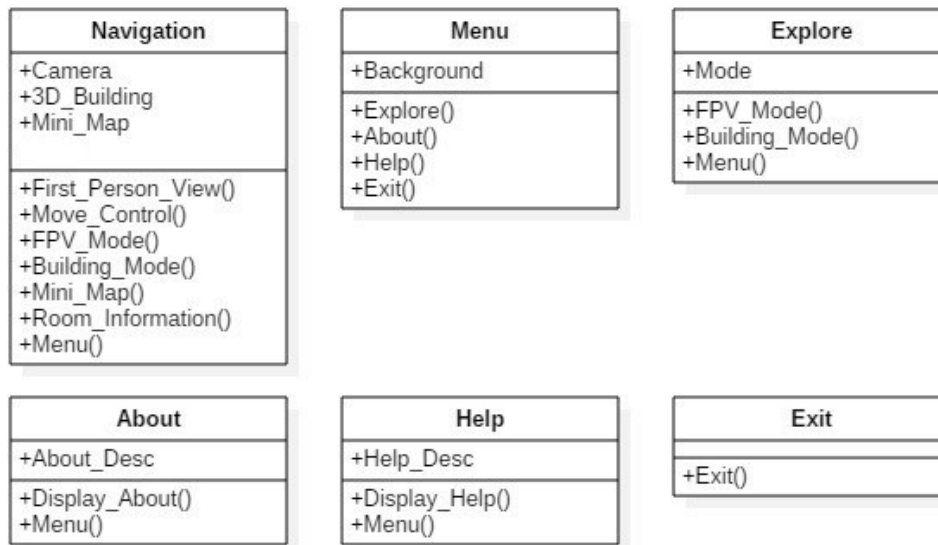 Navigation
+Camera
+3D_Building
+Mini_Map
+First_Person_View()
+Move_Control()
+FPV_Mode()
+Building_Mode()
+Mini_Map()
+Room_Information()
+Menu()
Menu
+Background
+Explore()
+About()
+Help()
+Exit()
Explore
+Mode
+FPV_Mode()
+Building_Mode()
+Menu()
About
+About_Desc
+Display_About()
+Menu()
Help
+Help_Desc
+Display_Help()
+Menu()
Exit
+Exit()